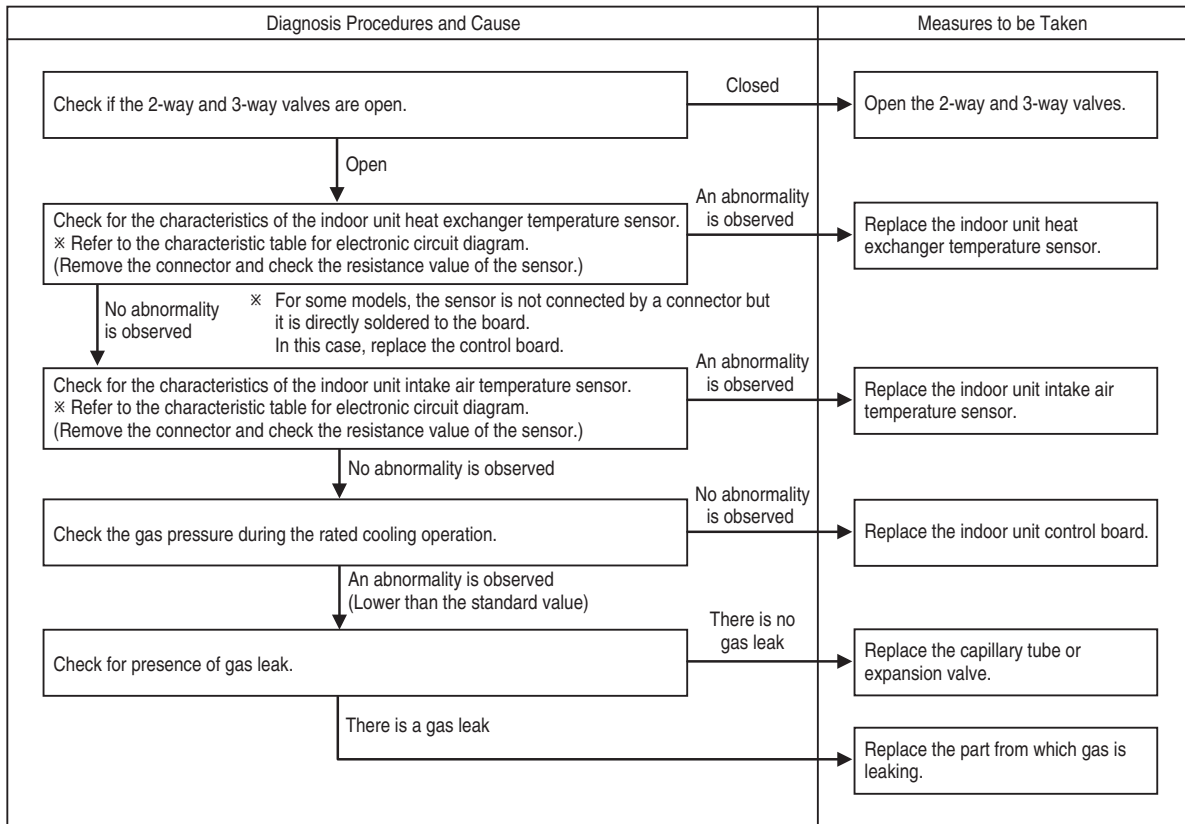 Diagnosis Procedures and Cause
Measures to be Taken
Check if the 2-way and 3-way valves are open.
Closed
Open the 2-way and 3-way valves.
Open
Check for the characteristics of the indoor unit heat exchanger temperature sensor.
※ Refer to the characteristic table for electronic circuit diagram.
(Remove the connector and check the resistance value of the sensor.)
An abnormality
is observed
Replace the indoor unit heat
exchanger temperature sensor.
No abnormality
is observed
※ For some models, the sensor is not connected by a connector but
it is directly soldered to the board.
In this case, replace the control board.
Check for the characteristics of the indoor unit intake air temperature sensor.
※ Refer to the characteristic table for electronic circuit diagram.
(Remove the connector and check the resistance value of the sensor.)
An abnormality
is observed
Replace the indoor unit intake air
temperature sensor.
No abnormality is observed
Check the gas pressure during the rated cooling operation.
No abnormality
is observed
Replace the indoor unit control board.
An abnormality is observed
(Lower than the standard value)
Check for presence of gas leak.
There is no
gas leak
Replace the capillary tube or
expansion valve.
There is a gas leak
Replace the part from which gas is
leaking.